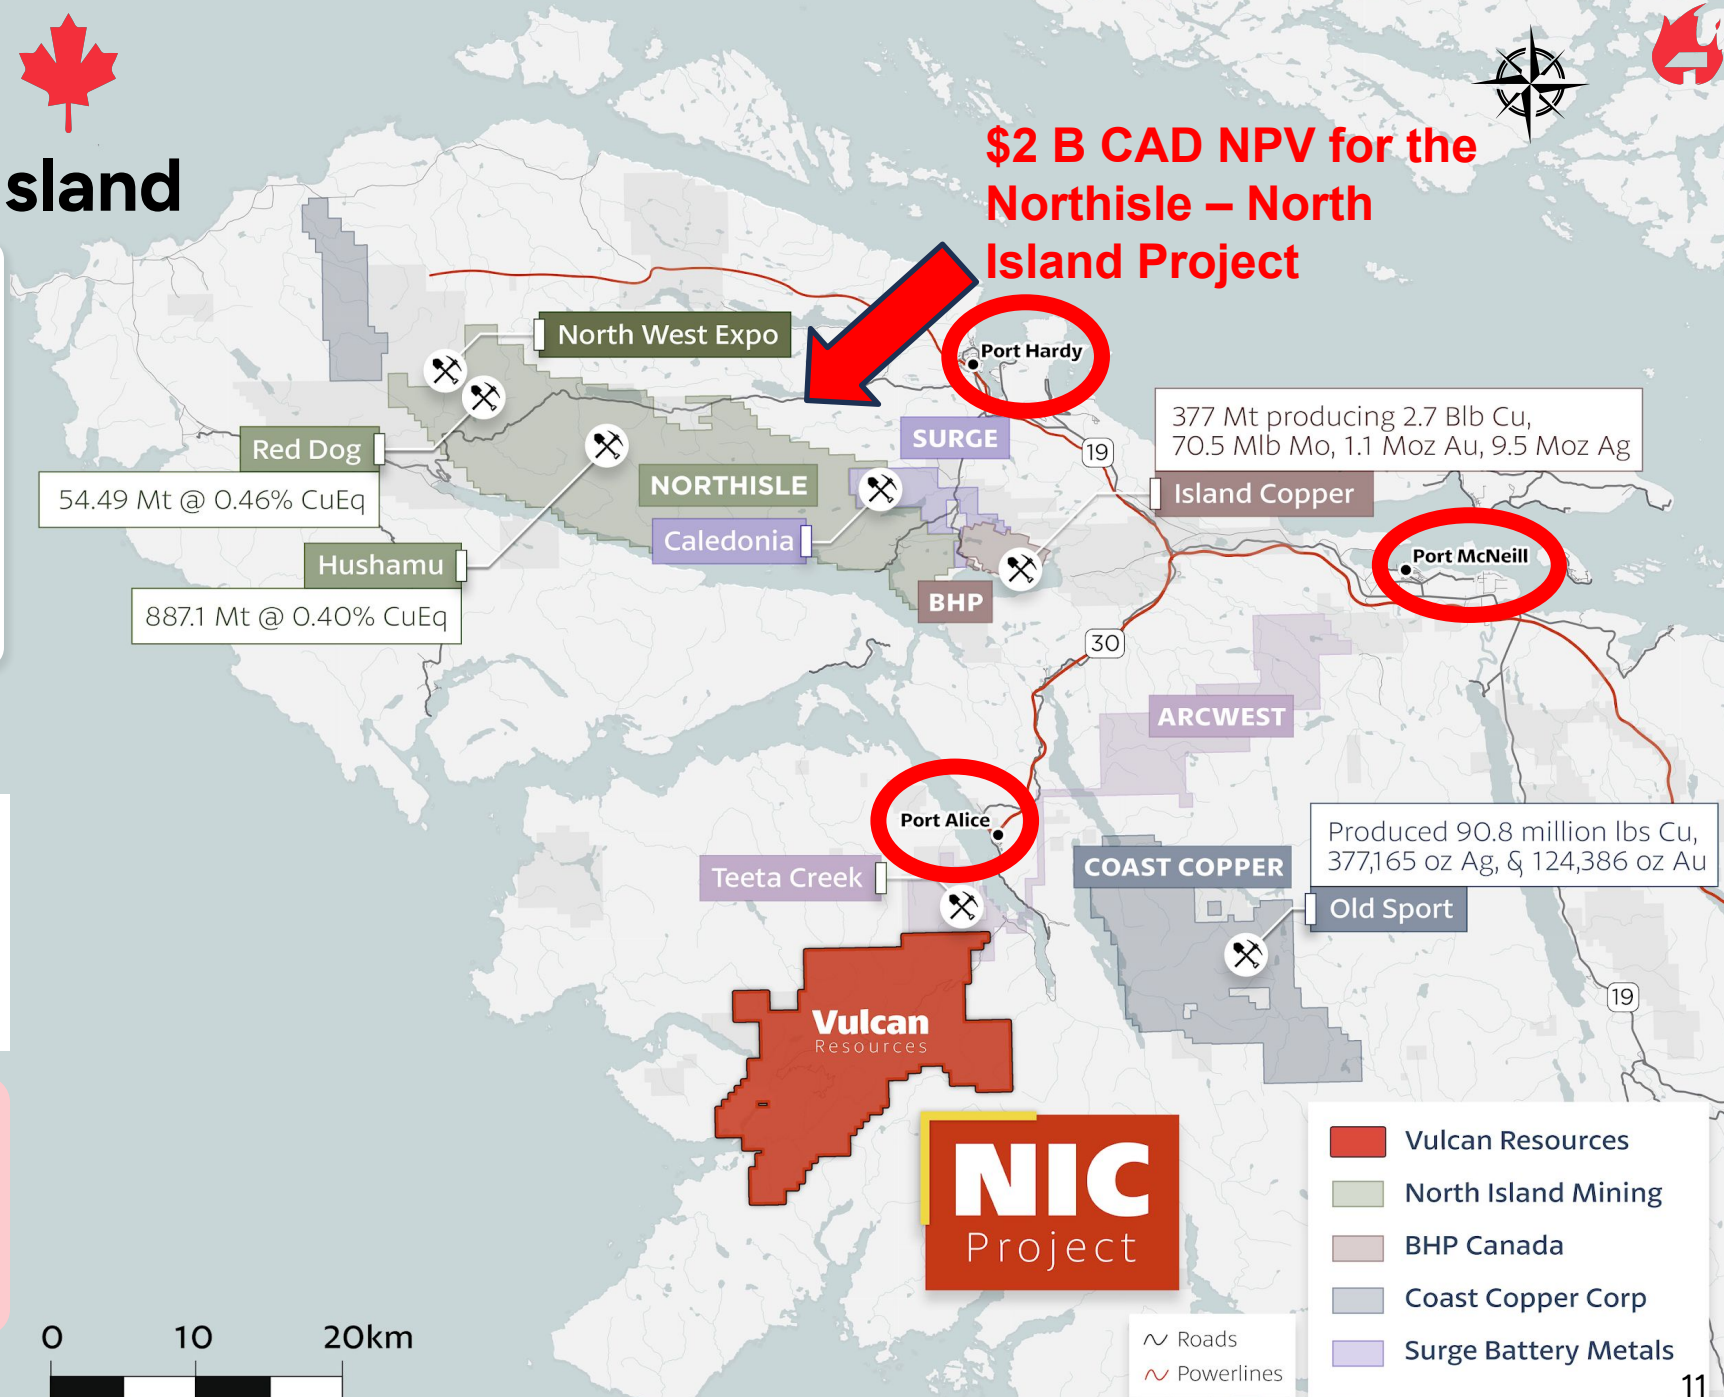 sland
$2 B CAD NPV for the
Northisle – North
Island Project
North West Expo
Port Hardy
Red Dog
54.49 Mt @ 0.46% CuEq
SURGE
19
377 Mt producing 2.7 Blb Cu,
70.5 Mlb Mo, 1.1 Moz Au, 9.5 Moz Ag
Island Copper
NORTHISLE
Caledonia
Hushamu
887.1 Mt @ 0.40% CuEq
BHP
Port McNeill
30
ARCWEST
Port Alice
Teeta Creek
COAST COPPER
Produced 90.8 million lbs Cu,
377,165 oz Ag, & 124,386 oz Au
Old Sport
19
Vulcan
Resources
NIC
Project
Vulcan Resources
North Island Mining
BHP Canada
Coast Copper Corp
Surge Battery Metals
Roads
Powerlines
0 10 20km
11